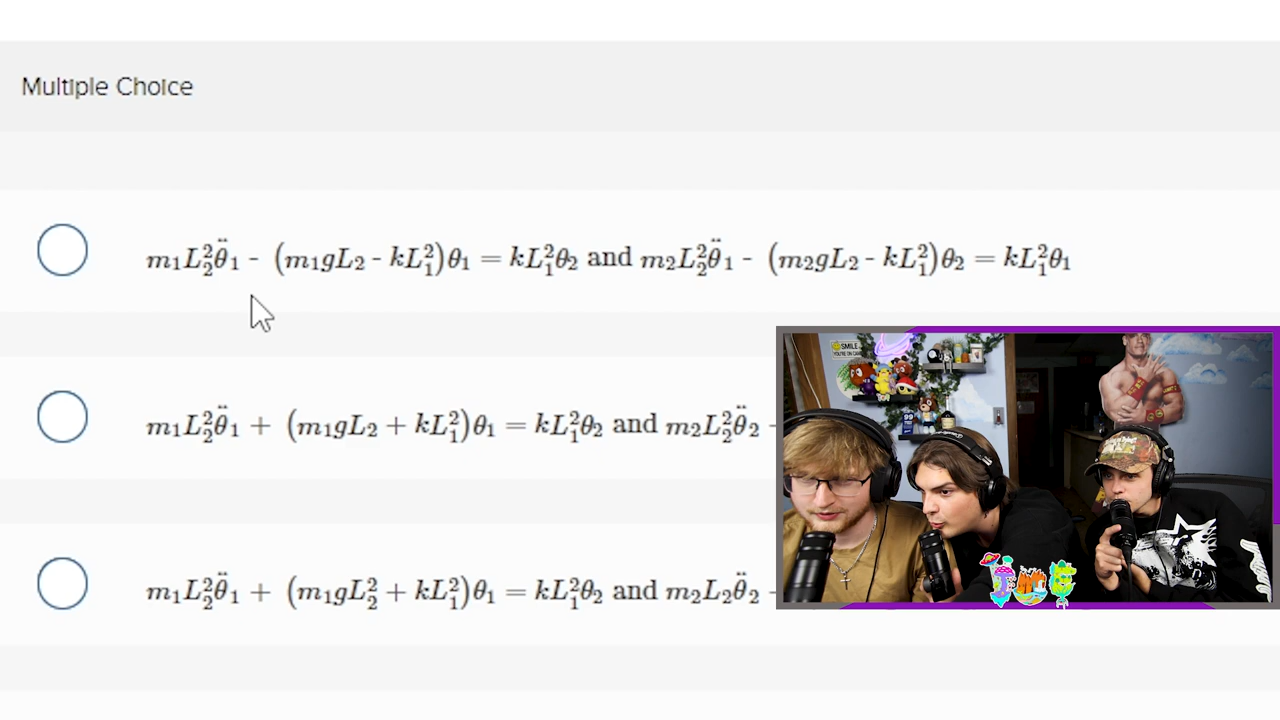 Multiple Choice
m₁L₂²θ̈₁ - (m₁gL₂ - kL₁²)θ₁ = kL₁²θ₂ and m₂L₂²θ̈₁ - (m₂gL₂ - kL₁²)θ₂ = kL₁²θ₁
m₁L₂²θ̈₁ + (m₁gL₂ + kL₁²)θ₁ = kL₁²θ₂ and m₂L₂²θ̈₂
m₁L₂²θ̈₁ + (m₁gL₂² + kL₁²)θ₁ = kL₁²θ₂ and m₂L₂θ̈₂
SMILE